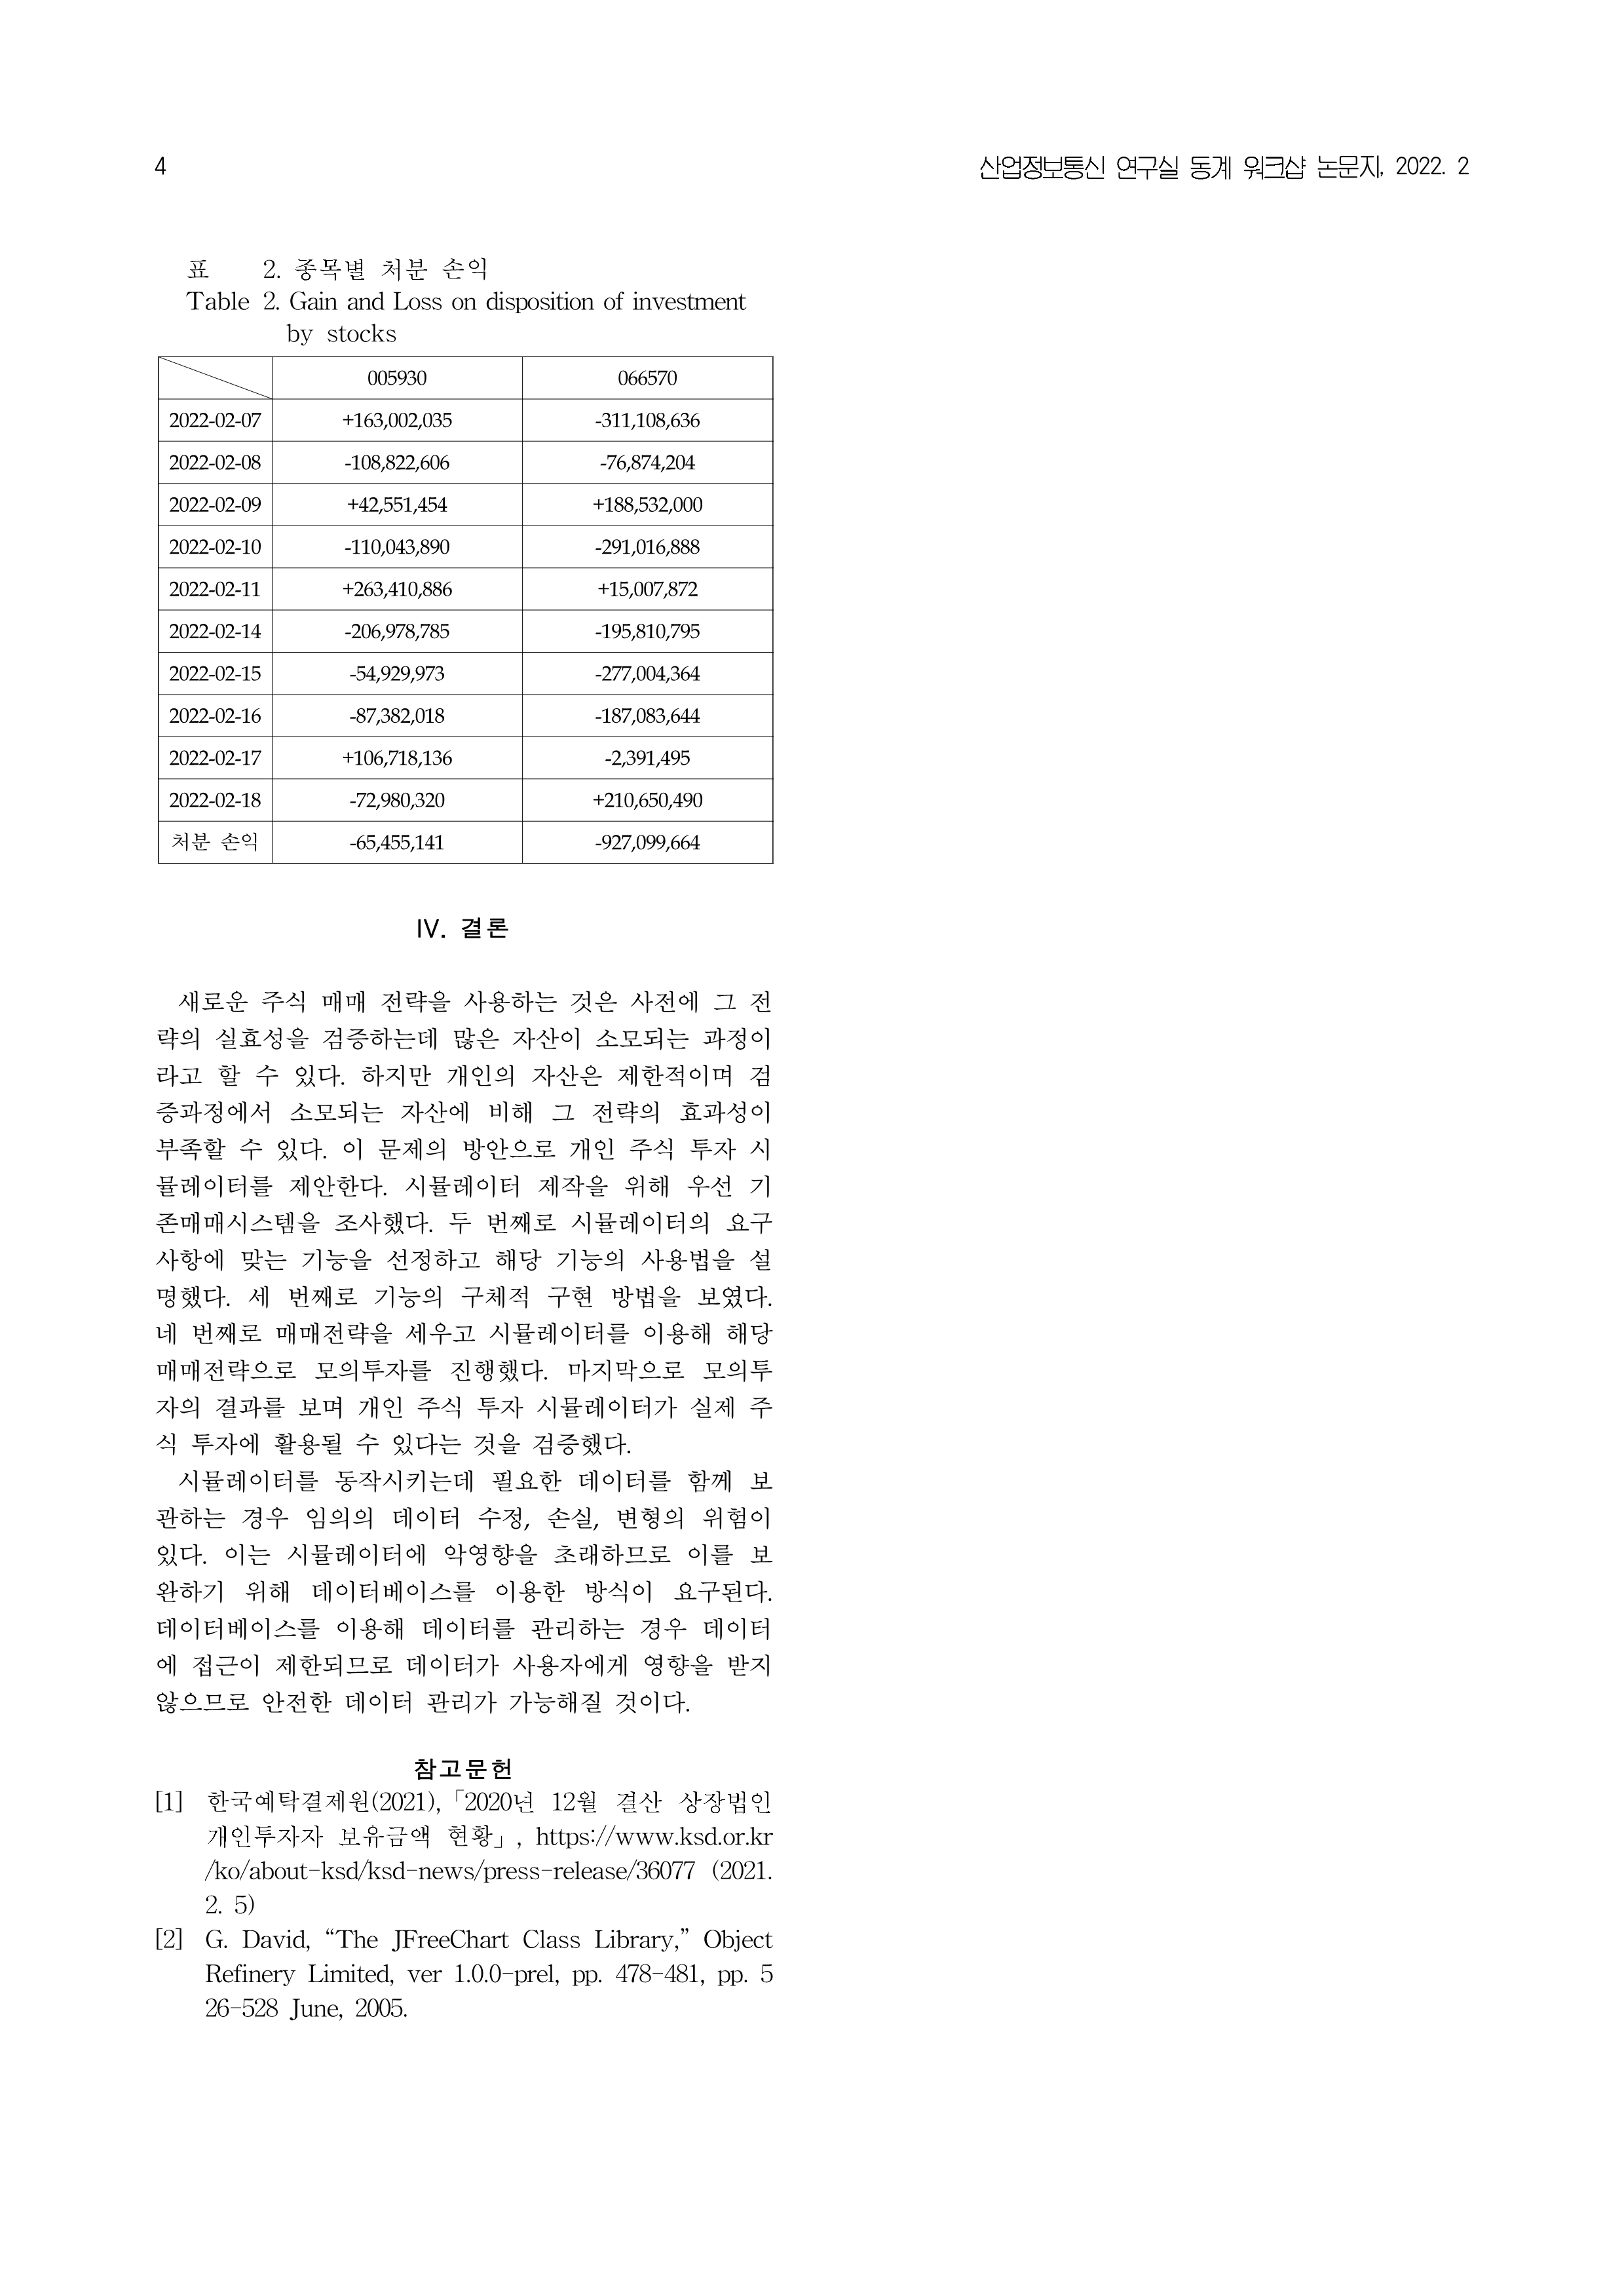 4
산업정보통신 연구실 동계 워크샵 논문지, 2022. 2
표 2. 종목별 처분 손익
Table 2. Gain and Loss on disposition of investment
by stocks
005930 066570
2022-02-07 +163,002,035 -311,108,636
2022-02-08 -108,822,606 -76,874,204
2022-02-09 +42,551,454 +188,532,000
2022-02-10 -110,043,890 -291,016,888
2022-02-11 +263,410,886 +15,007,872
2022-02-14 -206,978,785 -195,810,795
2022-02-15 -54,929,973 -277,004,364
2022-02-16 -87,382,018 -187,083,644
2022-02-17 +106,718,136 -2,391,495
2022-02-18 -72,980,320 +210,650,490
처분 손익 -65,455,141 -927,099,664
IV. 결론
새로운 주식 매매 전략을 사용하는 것은 사전에 그 전
략의 실효성을 검증하는데 많은 자산이 소모되는 과정이
라고 할 수 있다. 하지만 개인의 자산은 제한적이며 검
증과정에서 소모되는 자산에 비해 그 전략의 효과성이
부족할 수 있다. 이 문제의 방안으로 개인 주식 투자 시
뮬레이터를 제안한다. 시뮬레이터 제작을 위해 우선 기
존매매시스템을 조사했다. 두 번째로 시뮬레이터의 요구
사항에 맞는 기능을 선정하고 해당 기능의 사용법을 설
명했다. 세 번째로 기능의 구체적 구현 방법을 보였다.
네 번째로 매매전략을 세우고 시뮬레이터를 이용해 해당
매매전략으로 모의투자를 진행했다. 마지막으로 모의투
자의 결과를 보며 개인 주식 투자 시뮬레이터가 실제 주
식 투자에 활용될 수 있다는 것을 검증했다.
시뮬레이터를 동작시키는데 필요한 데이터를 함께 보
관하는 경우 임의의 데이터 수정, 손실, 변형의 위험이
있다. 이는 시뮬레이터에 악영향을 초래하므로 이를 보
완하기 위해 데이터베이스를 이용한 방식이 요구된다.
데이터베이스를 이용해 데이터를 관리하는 경우 데이터
에 접근이 제한되므로 데이터가 사용자에게 영향을 받지
않으므로 안전한 데이터 관리가 가능해질 것이다.
참고문헌
[1] 한국예탁결제원(2021),「2020년 12월 결산 상장법인
개인투자자 보유금액 현황」, https://www.ksd.or.kr
/ko/about-ksd/ksd-news/press-release/36077 (2021.
2. 5)
[2] G. David, “The JFreeChart Class Library,” Object
Refinery Limited, ver 1.0.0-prel, pp. 478-481, pp. 5
26-528 June, 2005.